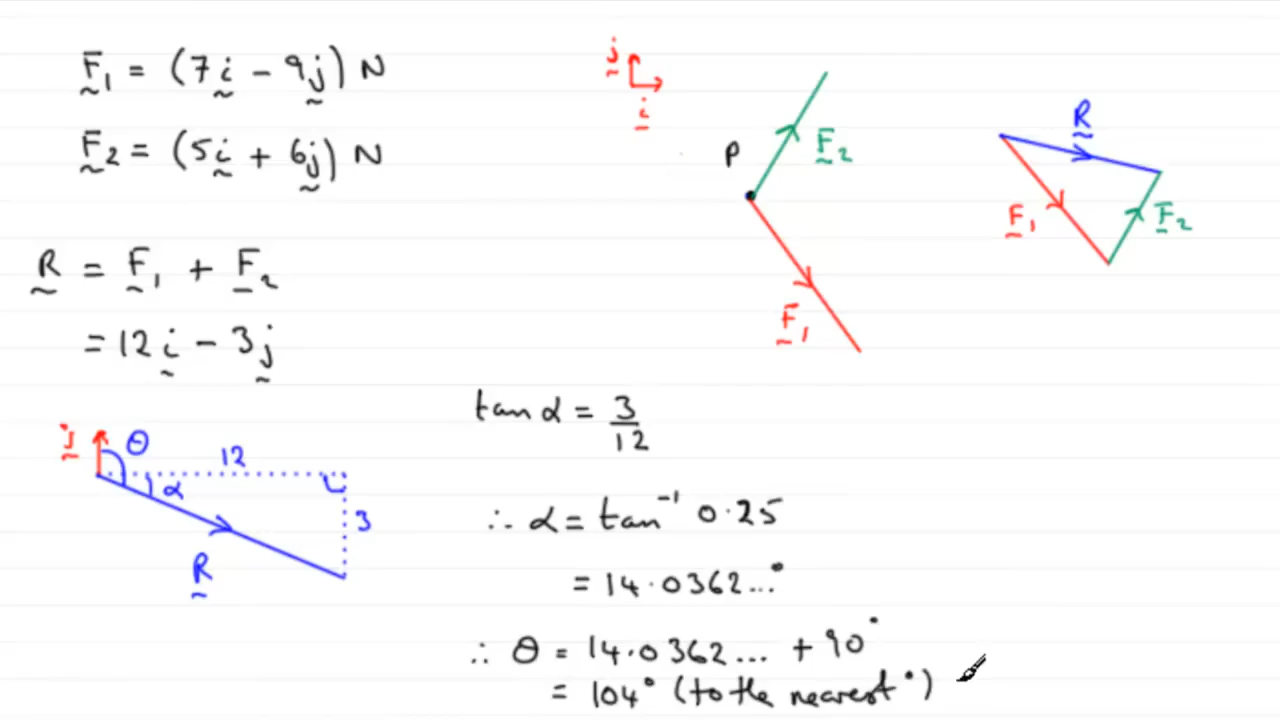 F1 = (7i - 9j) N
F2 = (5i + 6j) N
R = F1 + F2
= 12i - 3j
j
i
P
F2
F1
R
F1
F2
j
θ
12
α
3
R
tan α = 3/12
∴ α = tan⁻¹ 0.25
= 14.0362...°
∴ θ = 14.0362... + 90°
= 104° (to the nearest °)